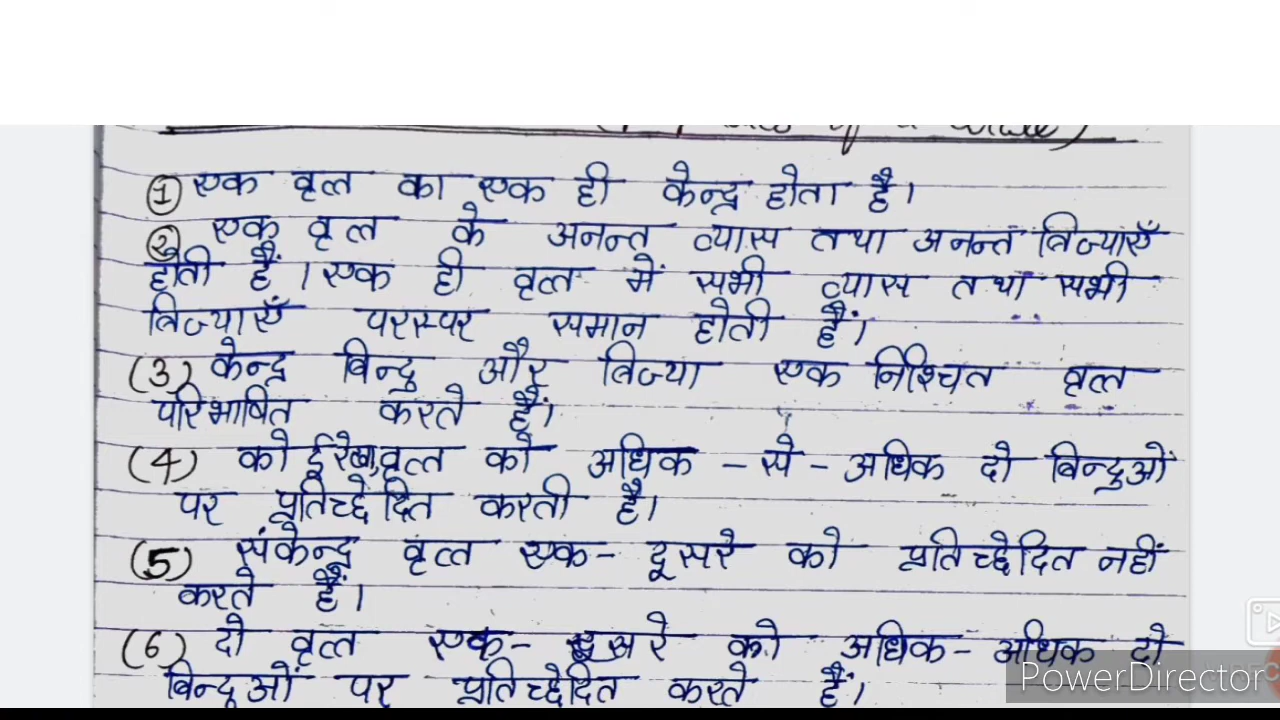 of a circle)
① एक वृत्त का एक ही केन्द्र होता है।
② एक वृत्त के अनन्त व्यास तथा अनन्त त्रिज्याएँ
होती हैं । एक ही वृत्त में सभी व्यास तथा सभी
त्रिज्याएँ परस्पर समान होती हैं।
(3) केन्द्र बिन्दु और त्रिज्या एक निश्चित वृत्त
परिभाषित करते हैं।
(4) कोई रेखा, वृत्त को अधिक - से - अधिक दो बिन्दुओं
पर प्रतिच्छेदित करती है।
(5) संकेन्द्र वृत्त एक- दूसरे को प्रतिच्छेदित नहीं
करते हैं।
(6) दो वृत्त एक- दूसरे को अधिक- अधिक दो
बिन्दुओं पर प्रतिच्छेदित करते हैं।
PowerDirector